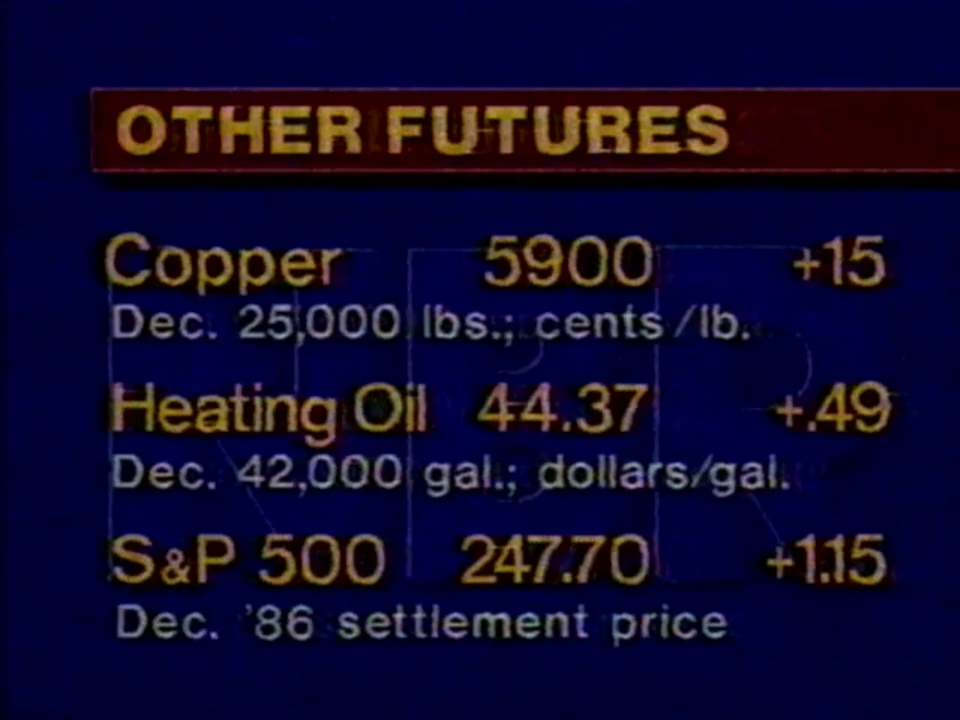 OTHER FUTURES
Copper 5900 +15
Dec. 25,000 lbs.; cents/lb.
Heating Oil 44.37 +.49
Dec. 42,000 gal.; dollars/gal.
S&P 500 247.70 +1.15
Dec. '86 settlement price